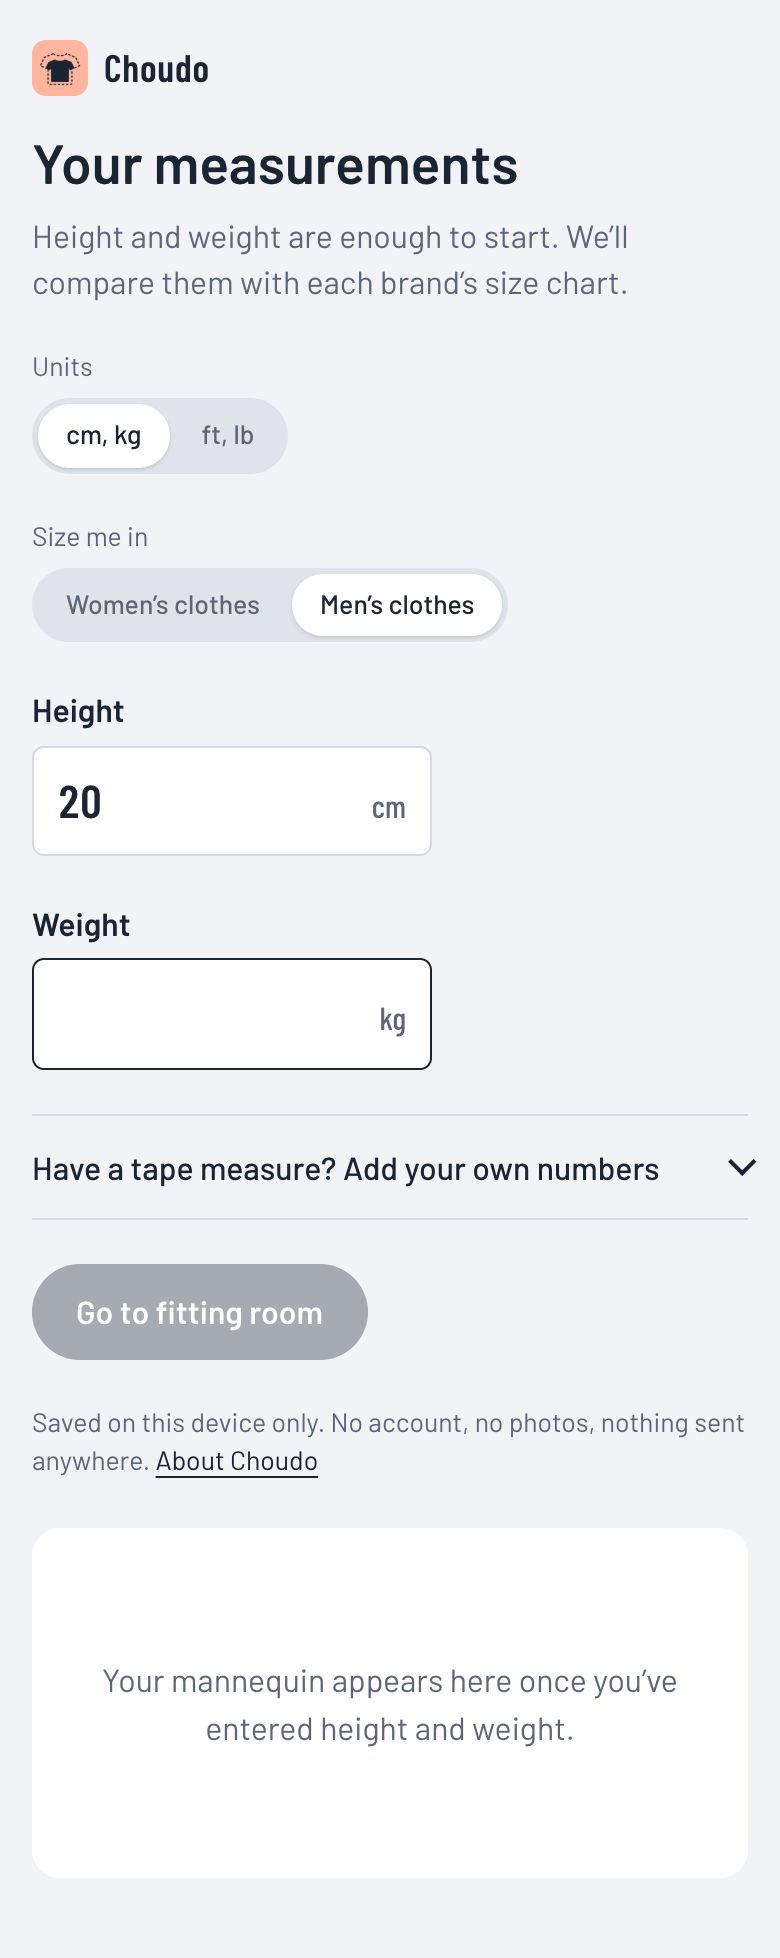 Choudo
Your measurements
Height and weight are enough to start. We’ll
compare them with each brand’s size chart.
Units
cm, kg ft, lb
Size me in
Women’s clothes Men’s clothes
Height
20 cm
Weight
kg
Have a tape measure? Add your own numbers
Go to fitting room
Saved on this device only. No account, no photos, nothing sent
anywhere. About Choudo
Your mannequin appears here once you’ve
entered height and weight.